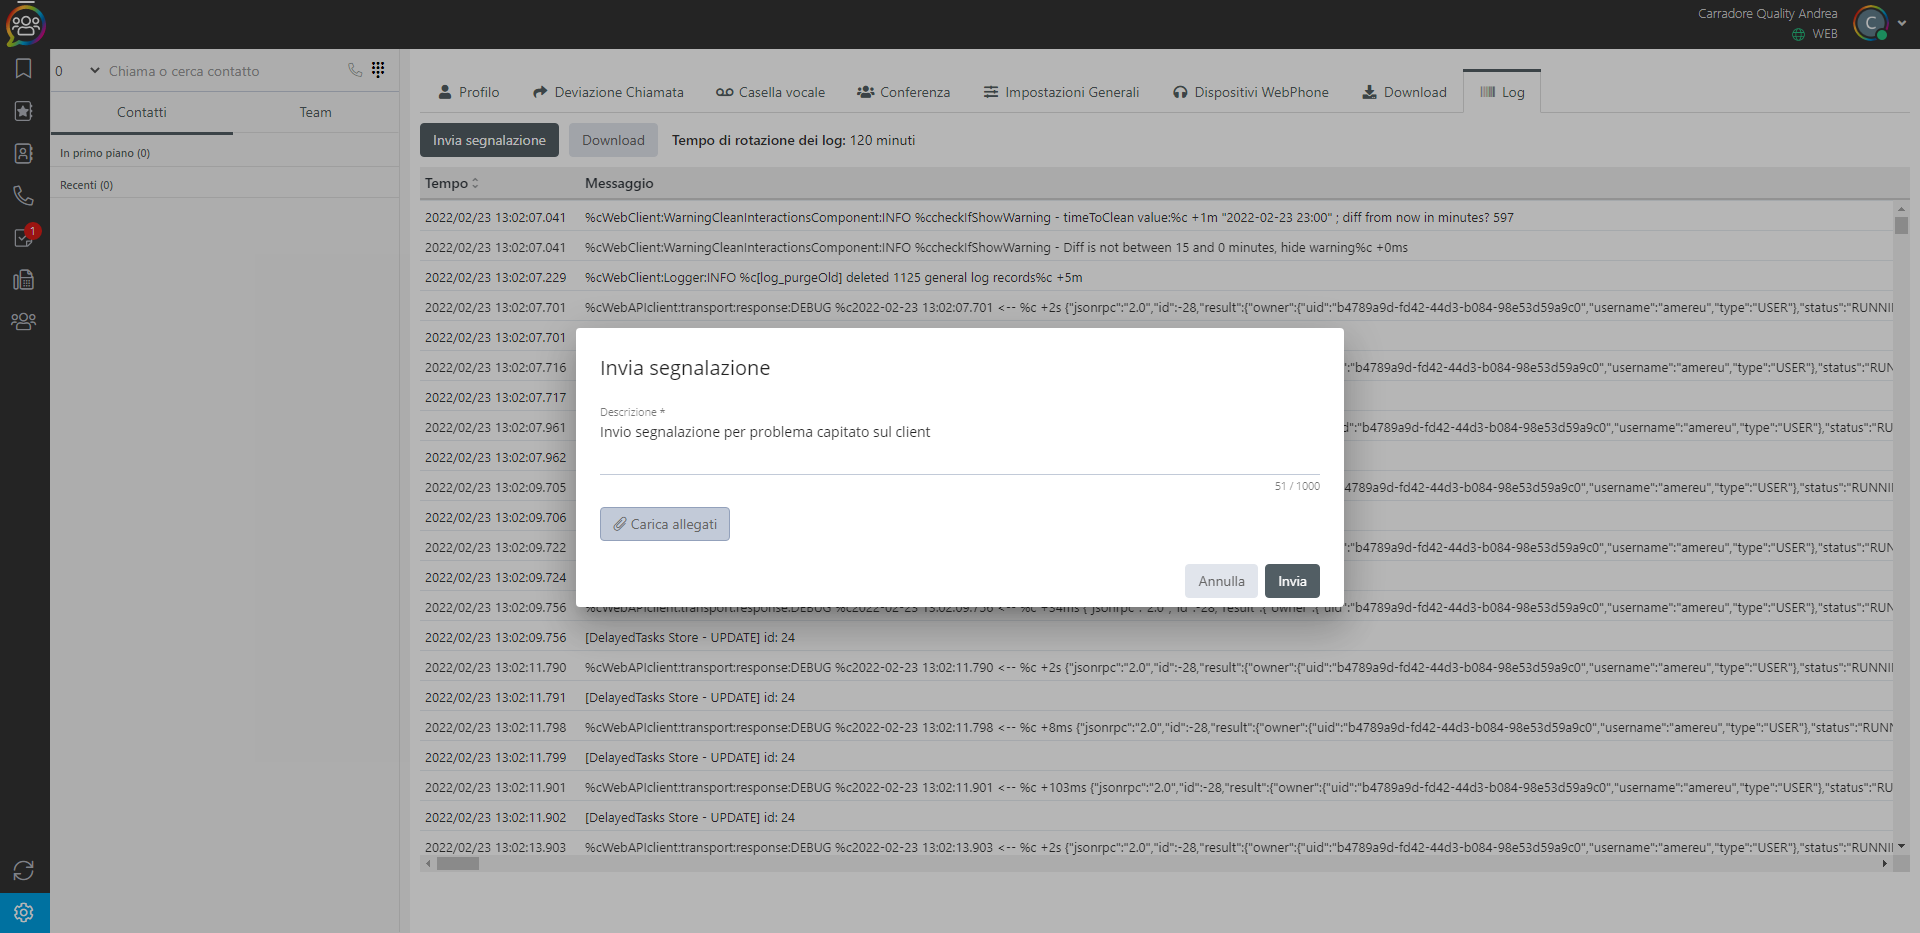 Carradore Quality Andrea
WEB
C
0 Chiama o cerca contatto
Contatti Team
In primo piano (0)
Recenti (0)
1
Profilo Deviazione Chiamata Casella vocale Conferenza Impostazioni Generali Dispositivi WebPhone Download Log
Invia segnalazione Download Tempo di rotazione dei log: 120 minuti
Tempo Messaggio
2022/02/23 13:02:07.041 %cWebClient:WarningCleanInteractionsComponent:INFO %ccheckIfShowWarning - timeToClean value:%c +1m "2022-02-23 23:00" ; diff from now in minutes? 597
2022/02/23 13:02:07.041 %cWebClient:WarningCleanInteractionsComponent:INFO %ccheckIfShowWarning - Diff is not between 15 and 0 minutes, hide warning%c +0ms
2022/02/23 13:02:07.229 %cWebClient:Logger:INFO %c[log_purgeOld] deleted 1125 general log records%c +5m
2022/02/23 13:02:07.701 %cWebAPIclient:transport:response:DEBUG %c2022-02-23 13:02:07.701 <-- %c +2s {"jsonrpc":"2.0","id":-28,"result":{"owner":{"uid":"b4789a9d-fd42-44d3-b084-98e53d59a9c0","username":"amereu","type":"USER"},"status":"RUNNI
2022/02/23 13:02:07.701
2022/02/23 13:02:07.716 :"b4789a9d-fd42-44d3-b084-98e53d59a9c0","username":"amereu","type":"USER"},"status":"RUN
2022/02/23 13:02:07.717
2022/02/23 13:02:07.961 d":"b4789a9d-fd42-44d3-b084-98e53d59a9c0","username":"amereu","type":"USER"},"status":"RU
2022/02/23 13:02:07.962
2022/02/23 13:02:09.705 "b4789a9d-fd42-44d3-b084-98e53d59a9c0","username":"amereu","type":"USER"},"status":"RUNNI
2022/02/23 13:02:09.706
2022/02/23 13:02:09.722 :"b4789a9d-fd42-44d3-b084-98e53d59a9c0","username":"amereu","type":"USER"},"status":"RUN
2022/02/23 13:02:09.724
2022/02/23 13:02:09.756 %cWebAPIclient:transport:response:DEBUG %c2022-02-23 13:02:09.756 <-- %c +34ms {"jsonrpc":"2.0","id":-28,"result":{"owner":{"uid":"b4789a9d-fd42-44d3-b084-98e53d59a9c0","username":"amereu","type":"USER"},"status":"RUN
2022/02/23 13:02:09.756 [DelayedTasks Store - UPDATE] id: 24
2022/02/23 13:02:11.790 %cWebAPIclient:transport:response:DEBUG %c2022-02-23 13:02:11.790 <-- %c +2s {"jsonrpc":"2.0","id":-28,"result":{"owner":{"uid":"b4789a9d-fd42-44d3-b084-98e53d59a9c0","username":"amereu","type":"USER"},"status":"RUNNI
2022/02/23 13:02:11.791 [DelayedTasks Store - UPDATE] id: 24
2022/02/23 13:02:11.798 %cWebAPIclient:transport:response:DEBUG %c2022-02-23 13:02:11.798 <-- %c +8ms {"jsonrpc":"2.0","id":-28,"result":{"owner":{"uid":"b4789a9d-fd42-44d3-b084-98e53d59a9c0","username":"amereu","type":"USER"},"status":"RUNI
2022/02/23 13:02:11.799 [DelayedTasks Store - UPDATE] id: 24
2022/02/23 13:02:11.901 %cWebAPIclient:transport:response:DEBUG %c2022-02-23 13:02:11.901 <-- %c +103ms {"jsonrpc":"2.0","id":-28,"result":{"owner":{"uid":"b4789a9d-fd42-44d3-b084-98e53d59a9c0","username":"amereu","type":"USER"},"status":"RU
2022/02/23 13:02:11.902 [DelayedTasks Store - UPDATE] id: 24
2022/02/23 13:02:13.903 %cWebAPIclient:transport:response:DEBUG %c2022-02-23 13:02:13.903 <-- %c +2s {"jsonrpc":"2.0","id":-28,"result":{"owner":{"uid":"b4789a9d-fd42-44d3-b084-98e53d59a9c0","username":"amereu","type":"USER"},"status":"RUNNI
Invia segnalazione
Descrizione *
Invio segnalazione per problema capitato sul client
51 / 1000
Carica allegati
Annulla Invia